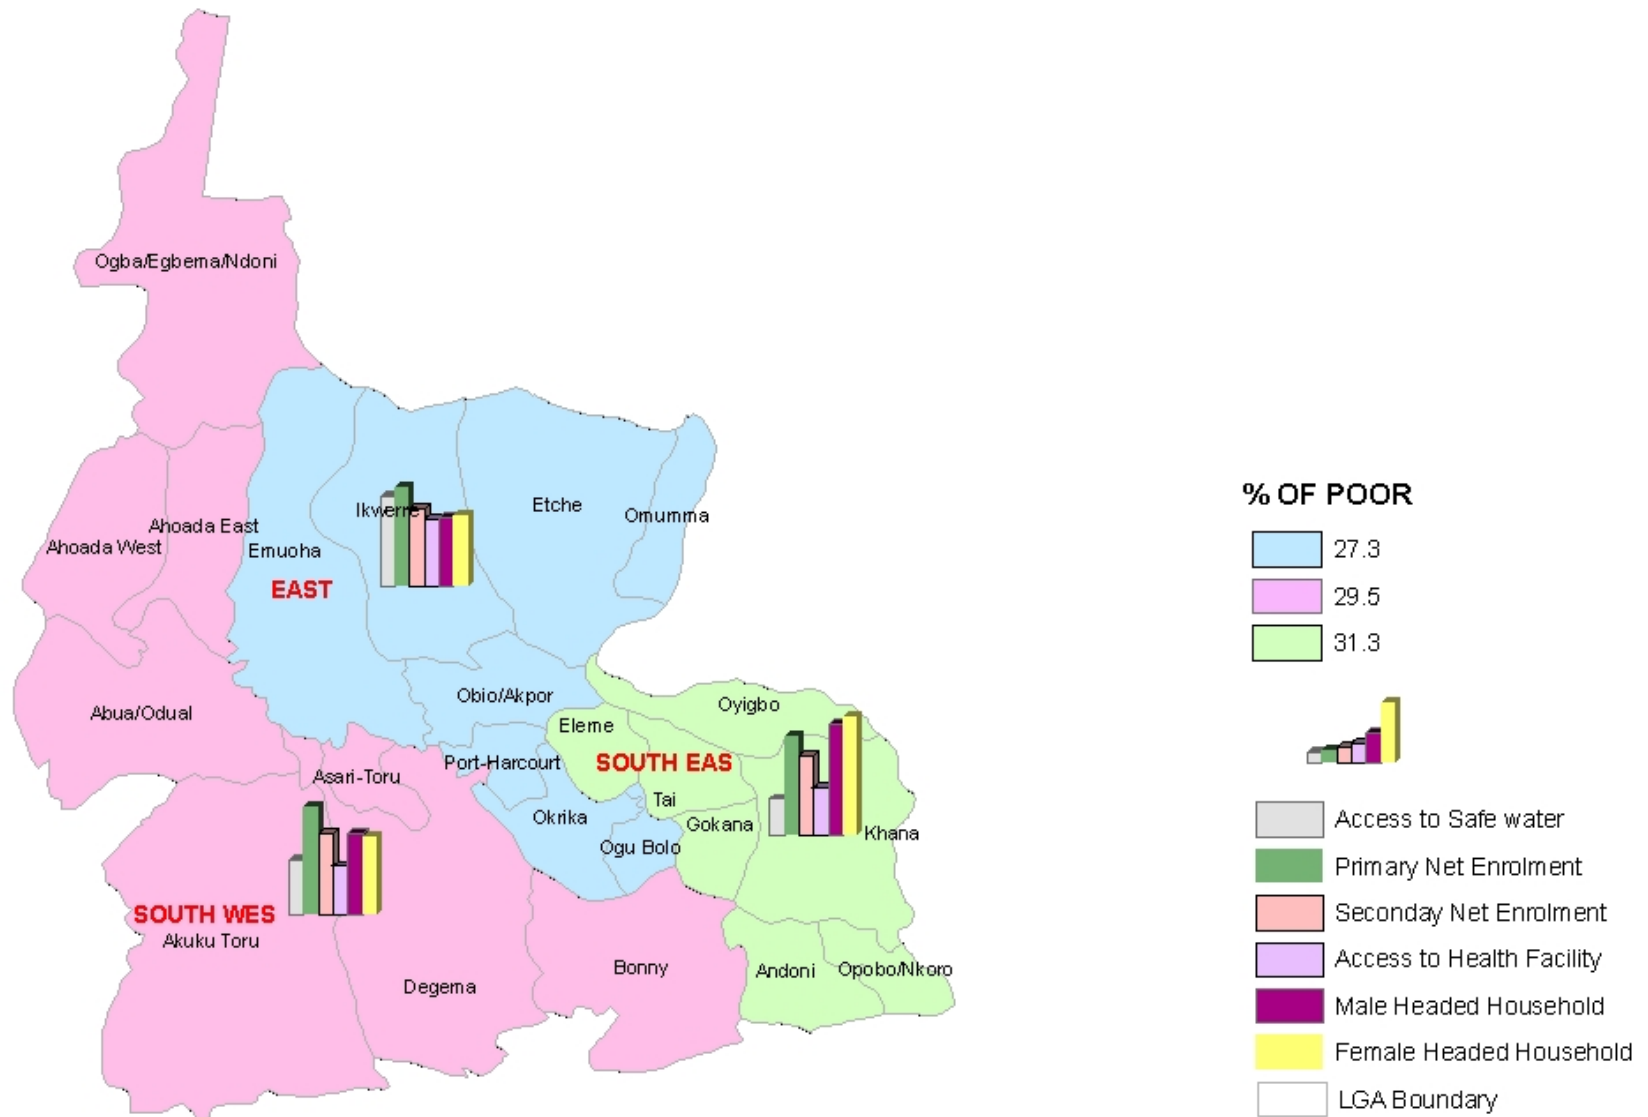 Ogba/Egbema/Ndoni
Ikwerre
Etche
Omumma
Ahoada East
Ahoada West
Emuoha
EAST
Obio/Akpor
Oyigbo
Abua/Odual
Eleme
Port-Harcourt
SOUTH EAS
Asari-Toru
Tai
Okrika
Gokana
Khana
Ogu Bolo
SOUTH WES
Akuku Toru
Bonny
Andoni
Opobo/Nkoro
Degema
% OF POOR
27.3
29.5
31.3
Access to Safe water
Primary Net Enrolment
Seconday Net Enrolment
Access to Health Facility
Male Headed Household
Female Headed Household
LGA Boundary